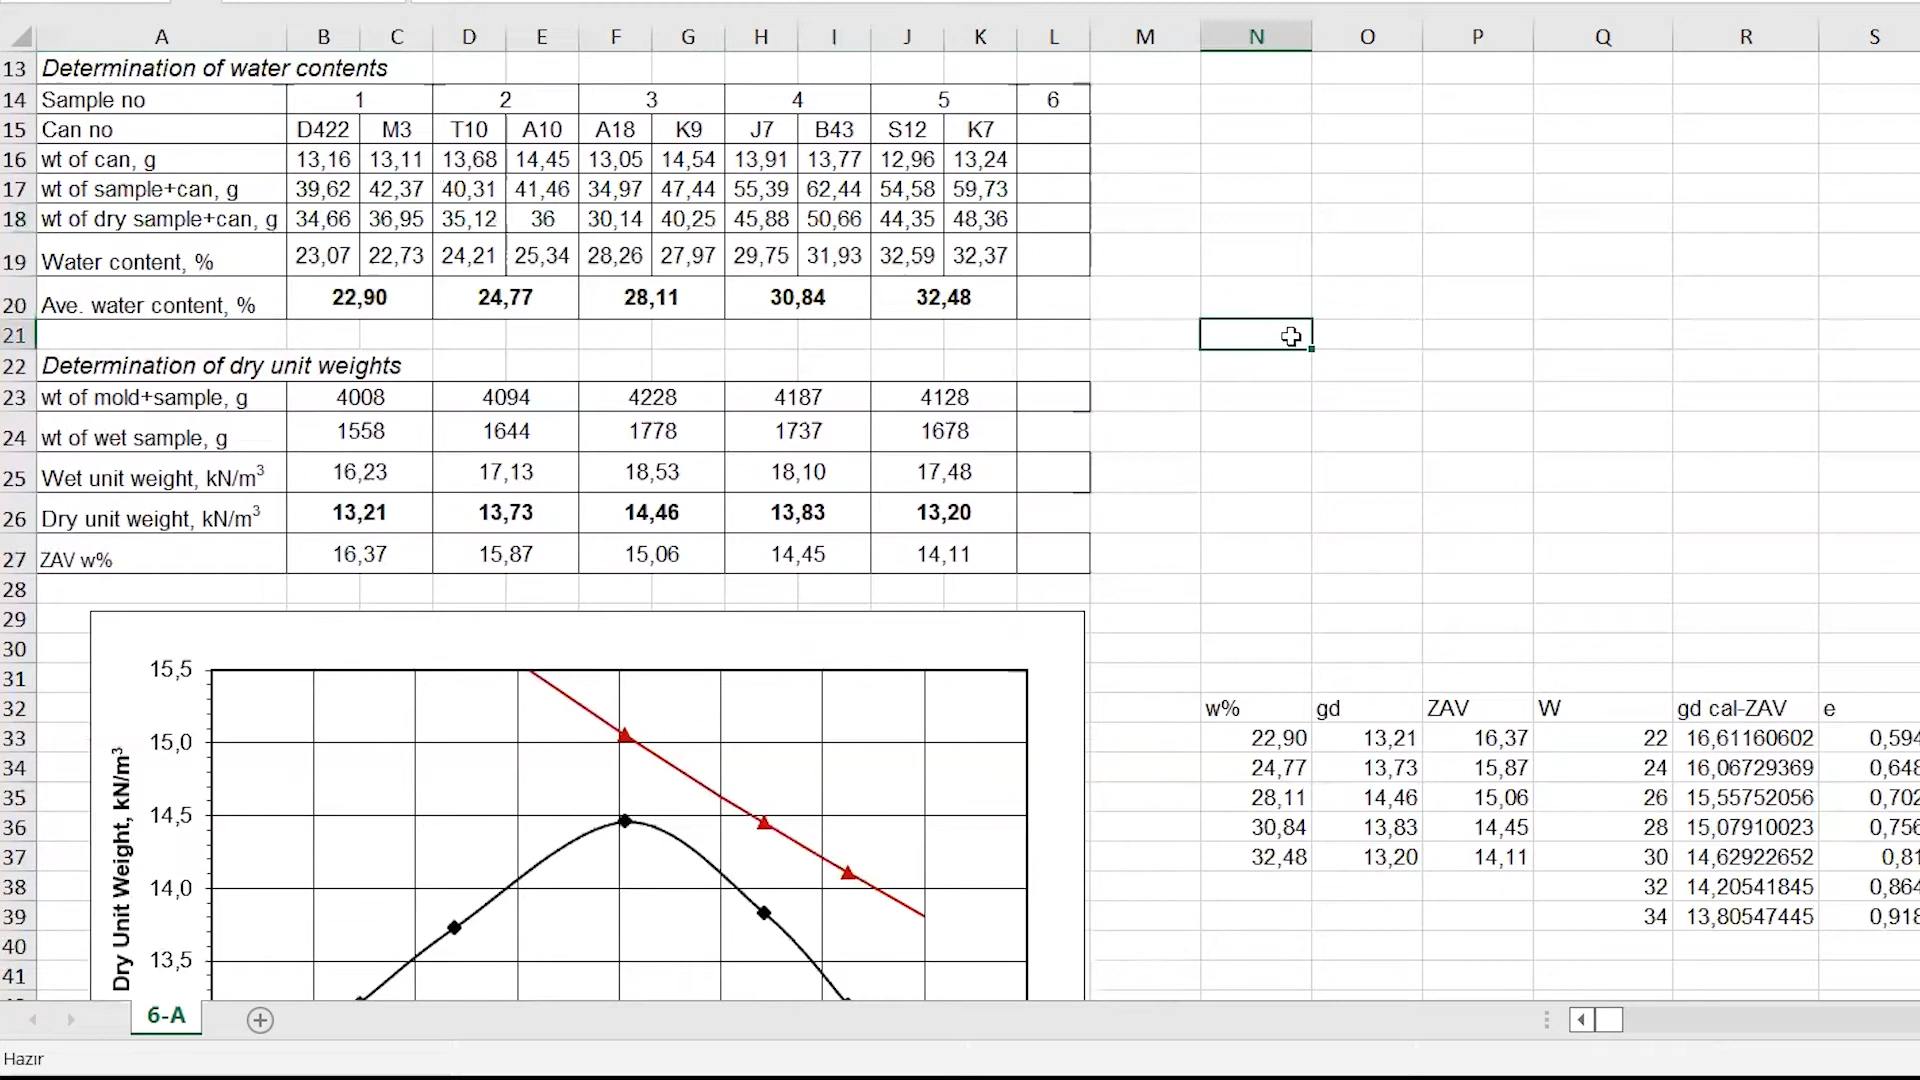 A B C D E F G H I J K L M N O P Q R S
13 Determination of water contents
14 Sample no 1 2 3 4 5 6
15 Can no D422 M3 T10 A10 A18 K9 J7 B43 S12 K7
16 wt of can, g 13,16 13,11 13,68 14,45 13,05 14,54 13,91 13,77 12,96 13,24
17 wt of sample+can, g 39,62 42,37 40,31 41,46 34,97 47,44 55,39 62,44 54,58 59,73
18 wt of dry sample+can, g 34,66 36,95 35,12 36 30,14 40,25 45,88 50,66 44,35 48,36
19 Water content, % 23,07 22,73 24,21 25,34 28,26 27,97 29,75 31,93 32,59 32,37
20 Ave. water content, % 22,90 24,77 28,11 30,84 32,48
21
22 Determination of dry unit weights
23 wt of mold+sample, g 4008 4094 4228 4187 4128
24 wt of wet sample, g 1558 1644 1778 1737 1678
25 Wet unit weight, kN/m³ 16,23 17,13 18,53 18,10 17,48
26 Dry unit weight, kN/m³ 13,21 13,73 14,46 13,83 13,20
27 ZAV w% 16,37 15,87 15,06 14,45 14,11
28
29
30
31
32 w% gd ZAV W gd cal-ZAV e
33 22,90 13,21 16,37 22 16,61160602 0,594
34 24,77 13,73 15,87 24 16,06729369 0,648
35 28,11 14,46 15,06 26 15,55752056 0,702
36 30,84 13,83 14,45 28 15,07910023 0,756
37 32,48 13,20 14,11 30 14,62922652 0,81
38 32 14,20541845 0,864
39 34 13,80547445 0,918
40
41
15,5
15,0
14,5
14,0
13,5
Dry Unit Weight, kN/m³
6-A
Hazır